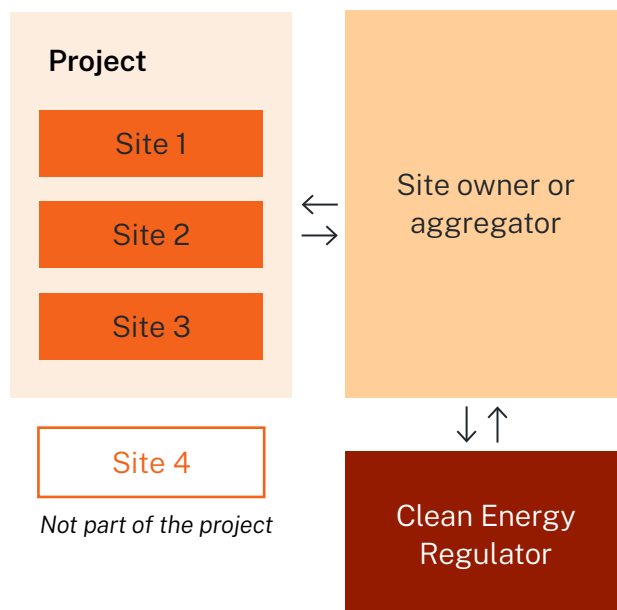 Project
Site 1
Site 2
Site 3
Site 4
Not part of the project
Site owner or
aggregator
Clean Energy
Regulator